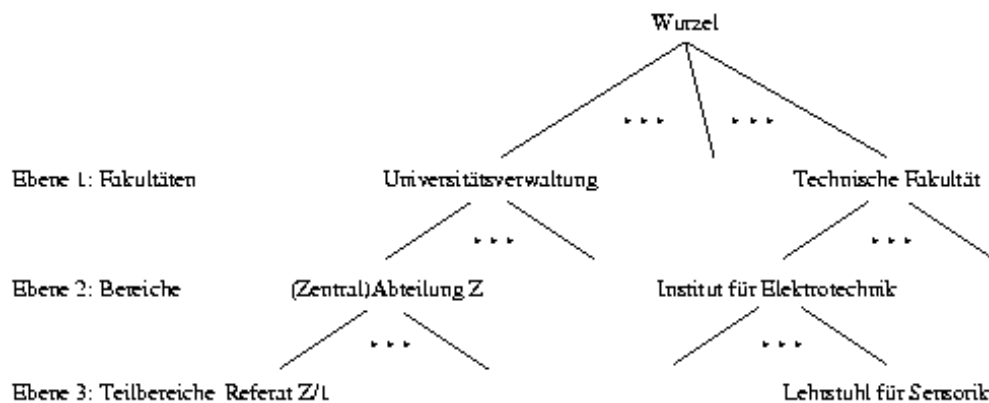 Wurzel
Ebene 1: Fakultäten Universitätsverwaltung Technische Fakultät
Ebene 2: Bereiche (Zentral)Abteilung Z Institut für Elektrotechnik
Ebene 3: Teilbereiche Referat Z/1 Lehrstuhl für Sensorik